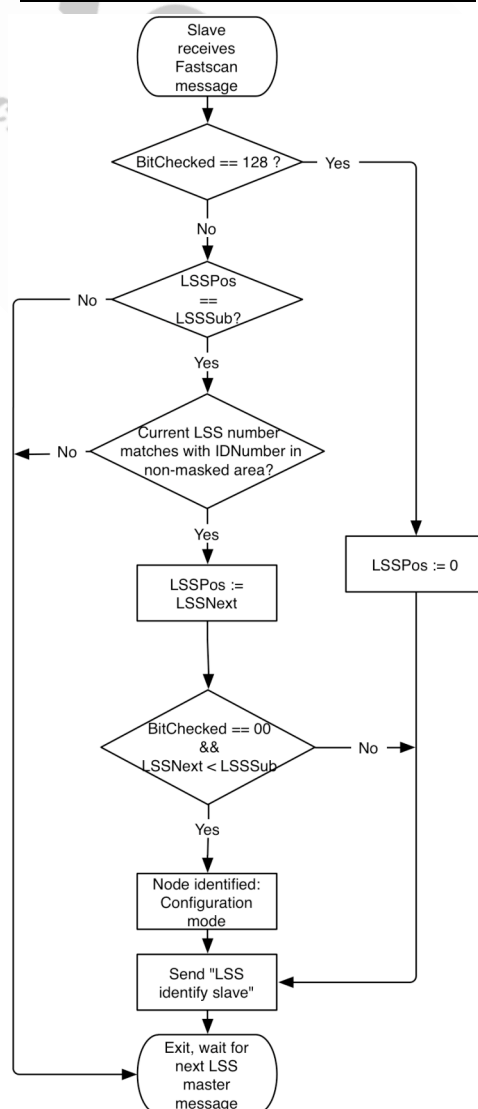 Slave
receives
Fastscan
message
BitChecked == 128 ?
Yes
No
LSSPos
==
LSSSub?
No
Yes
Current LSS number
matches with IDNumber in
non-masked area?
No
Yes
LSSPos :=
LSSNext
LSSPos := 0
BitChecked == 00
&&
LSSNext < LSSSub
No
Yes
Node identified:
Configuration
mode
Send "LSS
identify slave"
Exit, wait for
next LSS
master
message